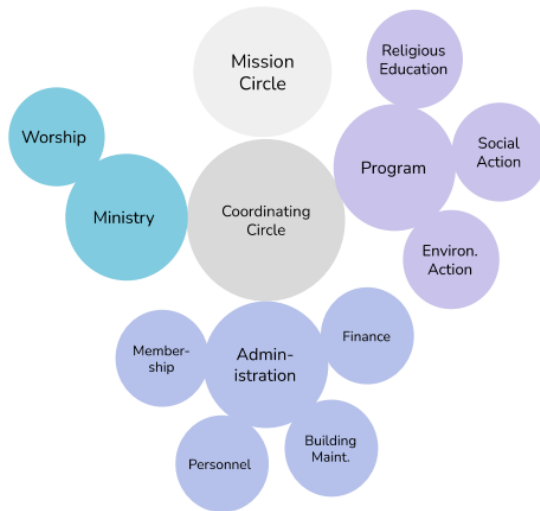 Mission
Circle
Religious
Education
Worship
Social
Action
Program
Ministry
Coordinating
Circle
Environ.
Action
Member-
ship
Admin-
istration
Finance
Personnel
Building
Maint.